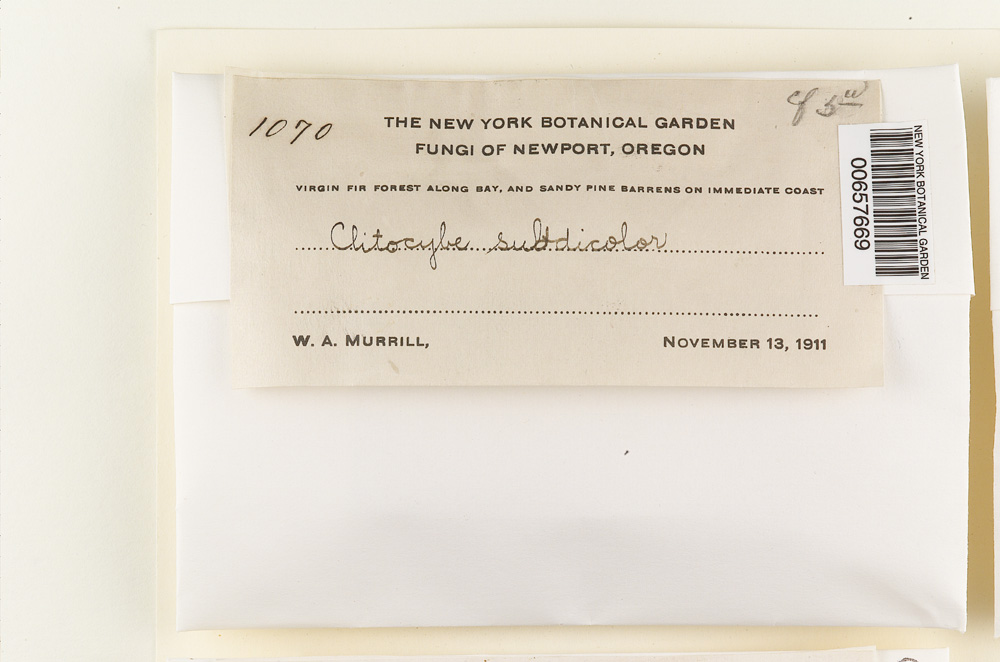 1070
THE NEW YORK BOTANICAL GARDEN
FUNGI OF NEWPORT, OREGON
VIRGIN FIR FOREST ALONG BAY, AND SANDY PINE BARRENS ON IMMEDIATE COAST
Clitocybe subdicolor
W. A. MURRILL,
NOVEMBER 13, 1911
NEW YORK BOTANICAL GARDEN
00657669